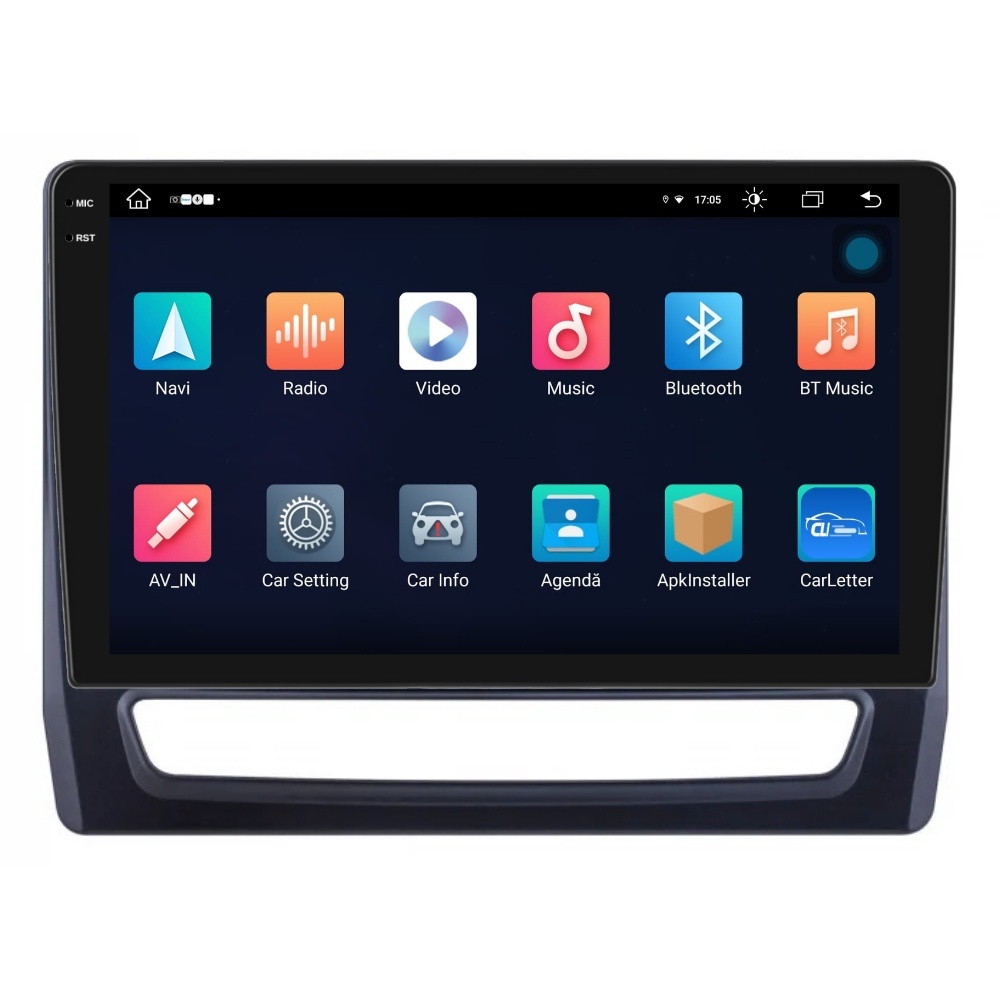 MIC
17:05
RST
Navi
Radio
Video
Music
Bluetooth
BT Music
AV_IN
Car Setting
Car Info
Agendă
ApkInstaller
CarLetter